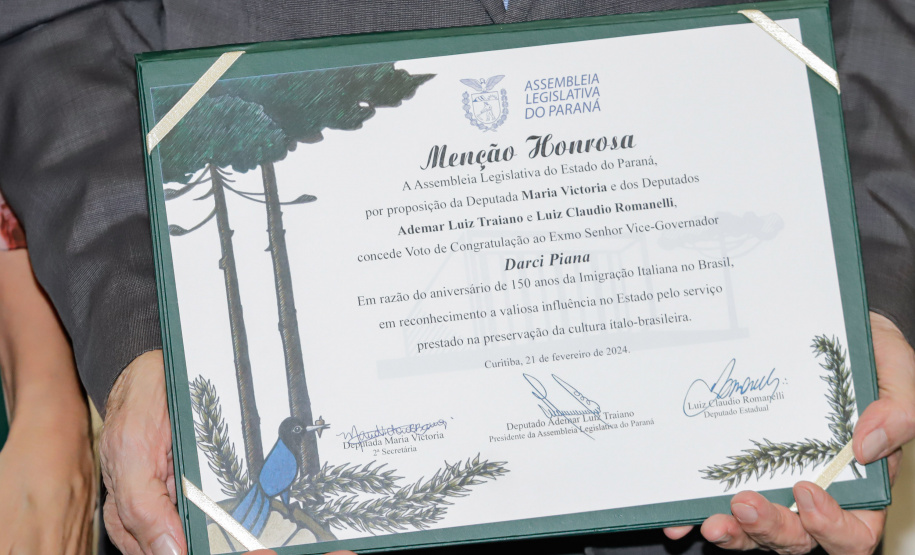 ASSEMBLEIA
LEGISLATIVA
DO PARANÁ
Menção Honrosa
A Assembleia Legislativa do Estado do Paraná,
por proposição da Deputada Maria Victoria e dos Deputados
Ademar Luiz Traiano e Luiz Claudio Romanelli,
concede Voto de Congratulação ao Exmo Senhor Vice-Governador
Darci Piana
Em razão do aniversário de 150 anos da Imigração Italiana no Brasil,
em reconhecimento a valiosa influência no Estado pelo serviço
prestado na preservação da cultura italo-brasileira.
Curitiba, 21 de fevereiro de 2024.
Deputada Maria Victoria
2ª Secretária
Deputado Ademar Luiz Traiano
Presidente da Assembleia Legislativa do Paraná
Luiz Claudio Romanelli
Deputado Estadual